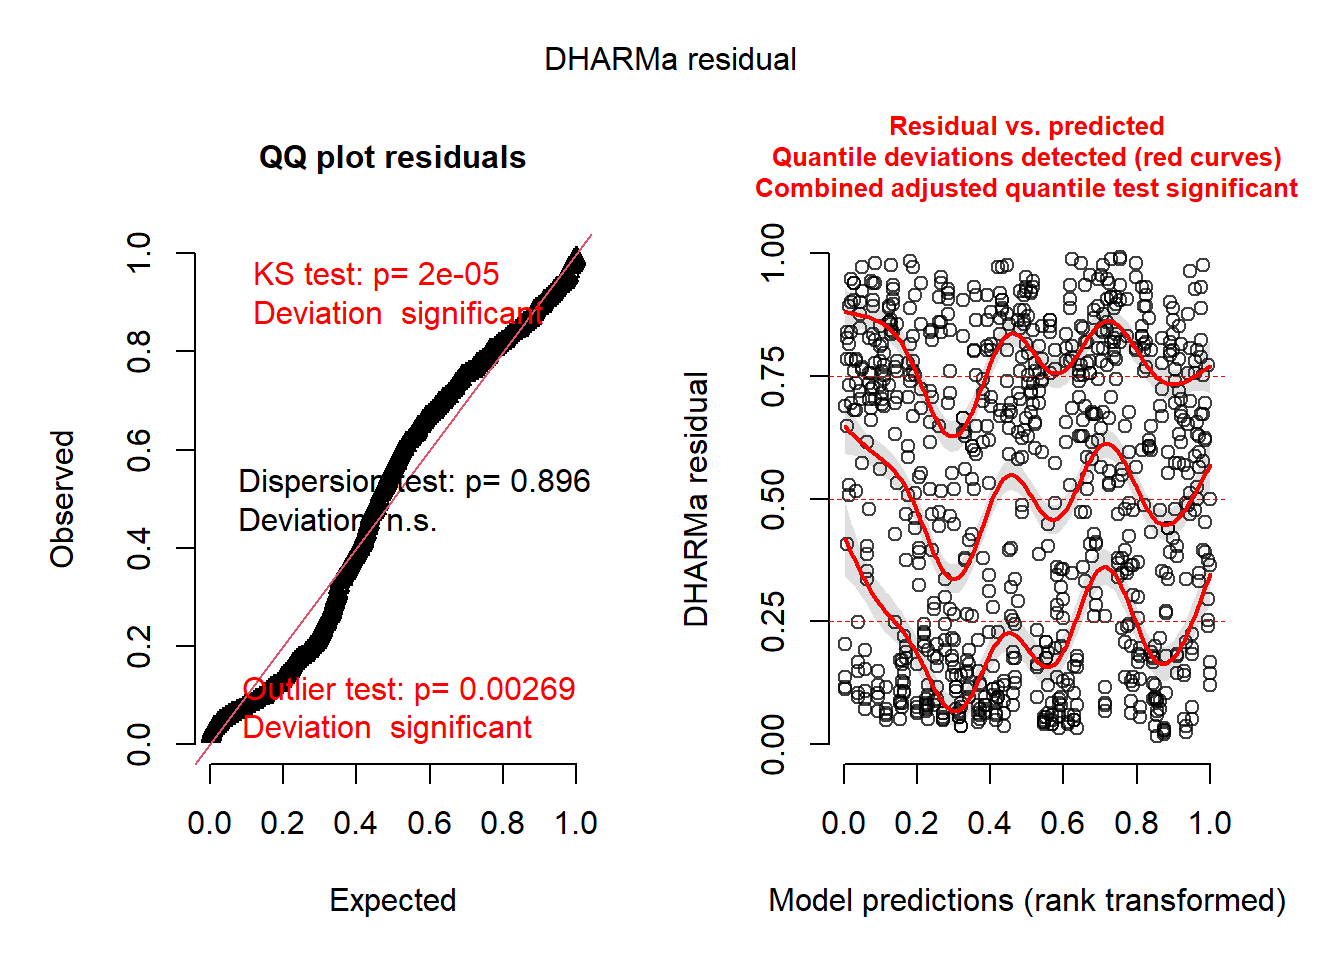 DHARMa residual
QQ plot residuals
KS test: p= 2e-05
Deviation  significant
Dispersion test: p= 0.896
Deviation n.s.
Outlier test: p= 0.00269
Deviation  significant
Observed
0.0
0.2
0.4
0.6
0.8
1.0
0.0 0.2 0.4 0.6 0.8 1.0
Expected
Residual vs. predicted
Quantile deviations detected (red curves)
Combined adjusted quantile test significant
DHARMa residual
0.00
0.25
0.50
0.75
1.00
0.0 0.2 0.4 0.6 0.8 1.0
Model predictions (rank transformed)